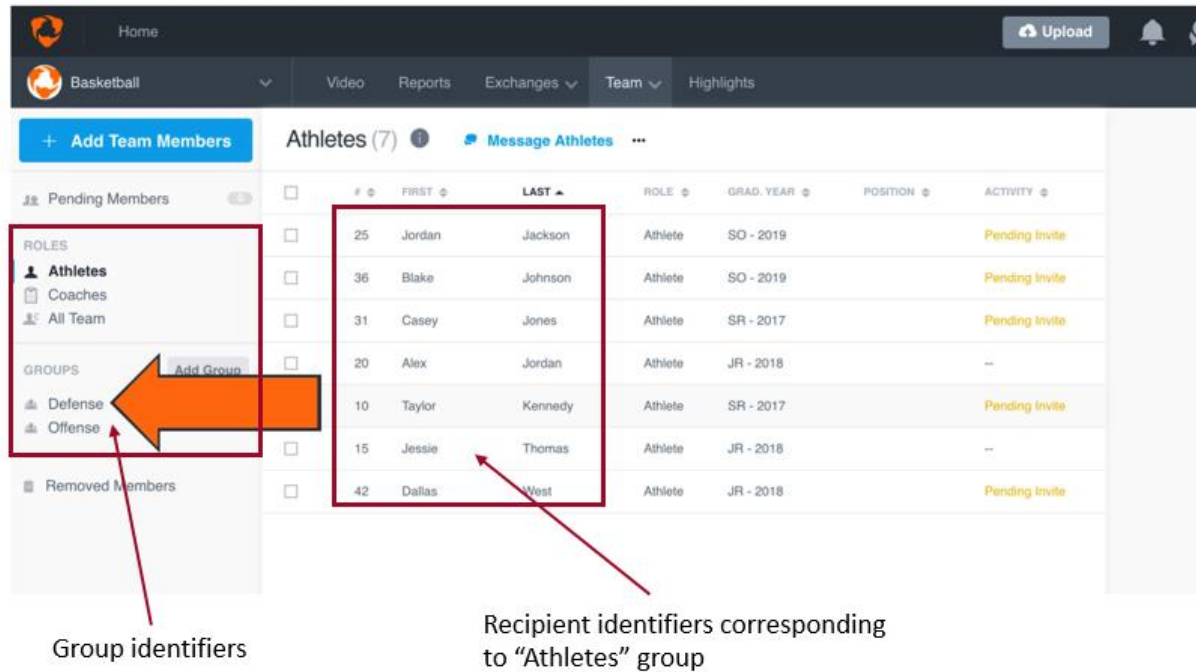 Home
Upload
Basketball
Video Reports Exchanges Team Highlights
+ Add Team Members
Athletes (7) Message Athletes ...
Pending Members
# FIRST LAST ROLE GRAD. YEAR POSITION ACTIVITY
ROLES
Athletes
Coaches
All Team
GROUPS Add Group
Defense
Offense
Removed Members
25 Jordan Jackson Athlete SO - 2019 Pending Invite
36 Blake Johnson Athlete SO - 2019 Pending Invite
31 Casey Jones Athlete SR - 2017 Pending Invite
20 Alex Jordan Athlete JR - 2018 --
10 Taylor Kennedy Athlete SR - 2017 Pending Invite
15 Jessie Thomas Athlete JR - 2018 --
42 Dallas West Athlete JR - 2018 Pending Invite
Group identifiers
Recipient identifiers corresponding
to “Athletes” group